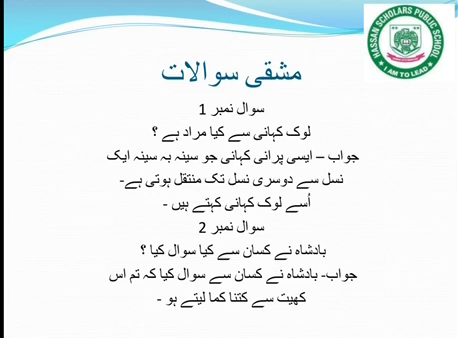 HASSAN SCHOLARS PUBLIC SCHOOL
I AM TO LEAD
مشقی سوالات
سوال نمبر 1
لوک کہانی سے کیا مراد ہے ؟
جواب – ایسی پرانی کہانی جو سینہ بہ سینہ ایک
نسل سے دوسری نسل تک منتقل ہوتی ہے-
اُسے لوک کہانی کہتے ہیں -
سوال نمبر 2
بادشاہ نے کسان سے کیا سوال کیا ؟
جواب- بادشاہ نے کسان سے سوال کیا کہ تم اس
کھیت سے کتنا کما لیتے ہو -